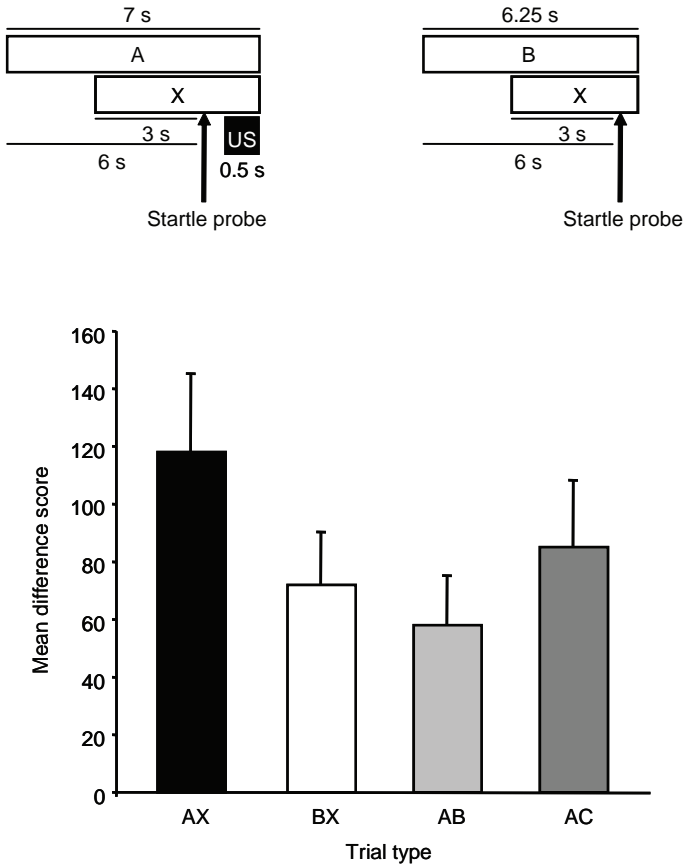 7 s
A
X
3 s
US
6 s
0.5 s
Startle probe
6.25 s
B
X
3 s
6 s
Startle probe
160
140
120
100
80
60
40
20
0
Mean difference score
AX
BX
AB
AC
Trial type